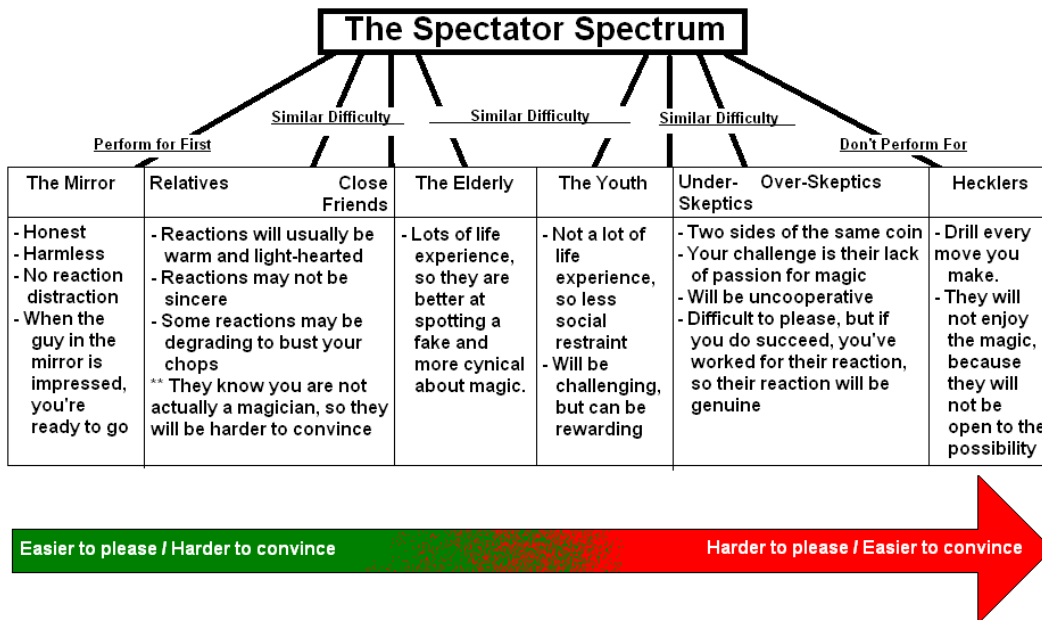 The Spectator Spectrum
Similar Difficulty
Similar Difficulty
Similar Difficulty
Perform for First
Don't Perform For
The Mirror
- Honest
- Harmless
- No reaction
distraction
- When the
guy in the
mirror is
impressed,
you're
ready to go
Relatives
Close
Friends
- Reactions will usually be
warm and light-hearted
- Reactions may not be
sincere
- Some reactions may be
degrading to bust your
chops
** They know you are not
actually a magician, so they
will be harder to convince
The Elderly
- Lots of life
experience,
so they are
better at
spotting a
fake and
more cynical
about magic.
The Youth
- Not a lot of
life
experience,
so less
social
restraint
- Will be
challenging,
but can be
rewarding
Under-
Skeptics
Over-Skeptics
- Two sides of the same coin
- Your challenge is their lack
of passion for magic
- Will be uncooperative
- Difficult to please, but if
you do succeed, you've
worked for their reaction,
so their reaction will be
genuine
Hecklers
- Drill every
move you
make.
- They will
not enjoy
the magic,
because
they will
not be
open to the
possibility
Easier to please / Harder to convince
Harder to please / Easier to convince